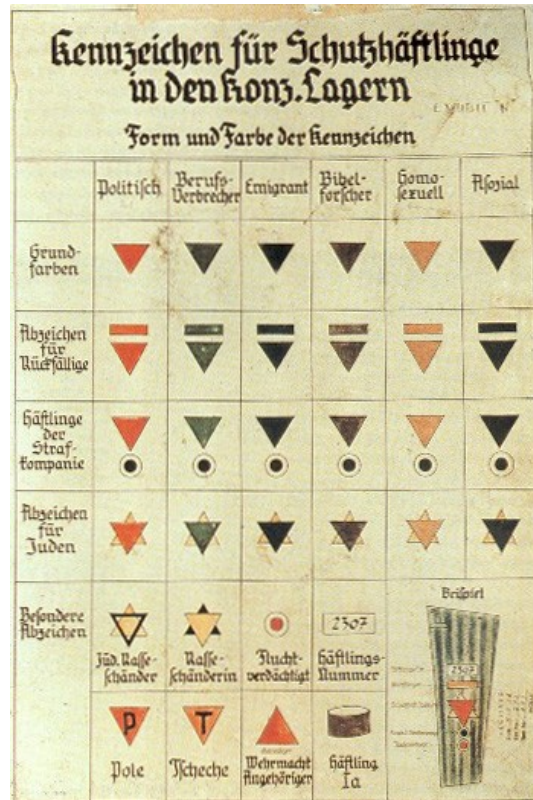 Kennzeichen für Schutzhäftlinge
in den Konz.Lagern
Form und Farbe der Kennzeichen
Politisch
Berufs-
Verbrecher
Emigrant
Bibel-
forscher
Homo-
sexuell
Asozial
Grund-
farben
Abzeichen
für
Rückfällige
Häftlinge
der
Straf-
kompanie
Abzeichen
für
Juden
Besondere
Abzeichen
Jüd. Rasse-
schänder
Rasse-
schänderin
Flucht-
verdächtigt
2307
Häftlings-
Nummer
Beispiel
2307
P
Pole
T
Tscheche
Wehrmacht
Angehöriger
Häftling
Ia